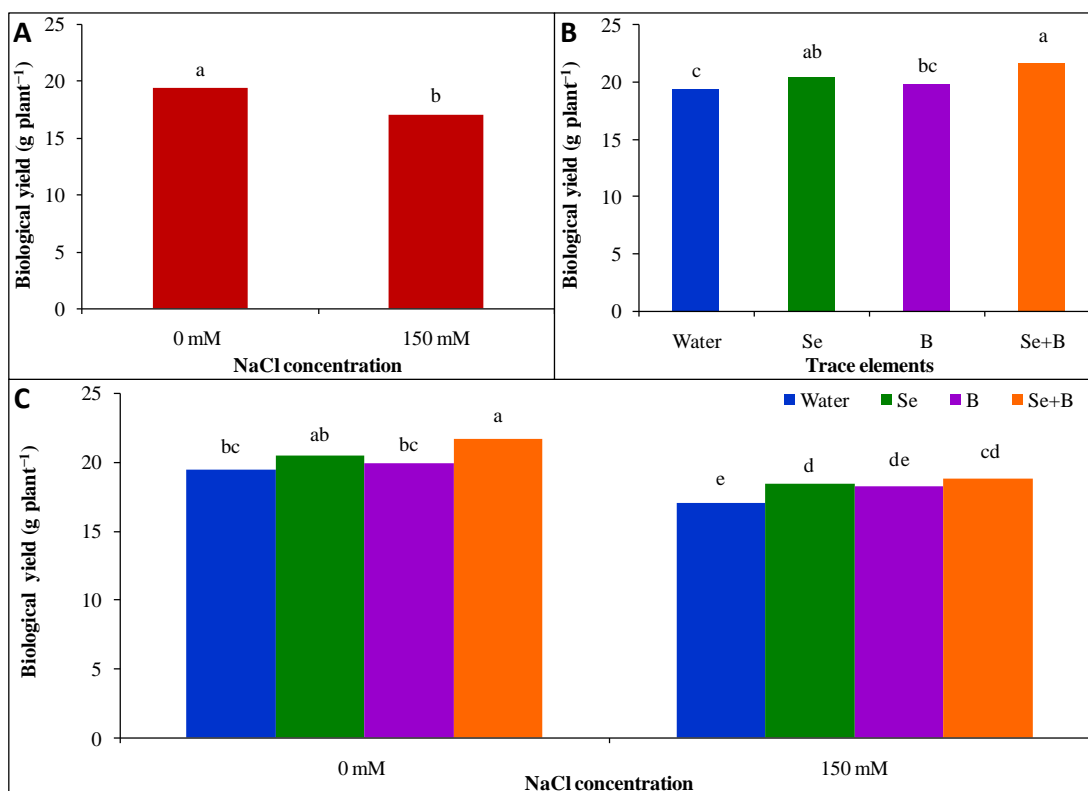 A
Biological yield (g plant⁻¹)
25
20
15
10
5
0
a
b
0 mM
150 mM
NaCl concentration
B
Biological yield (g plant⁻¹)
25
20
15
10
5
0
c
ab
bc
a
Water
Se
B
Se+B
Trace elements
C
Biological yield (g plant⁻¹)
25
20
15
10
5
0
Water Se B Se+B
bc
ab
bc
a
e
d
de
cd
0 mM
150 mM
NaCl concentration